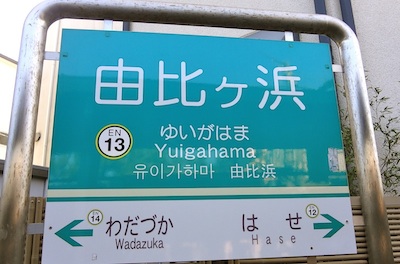 由比ヶ浜
EN
13
ゆいがはま
Yuigahama
유이가하마 由比浜
14 わだづか はせ 12
Wadazuka Hase